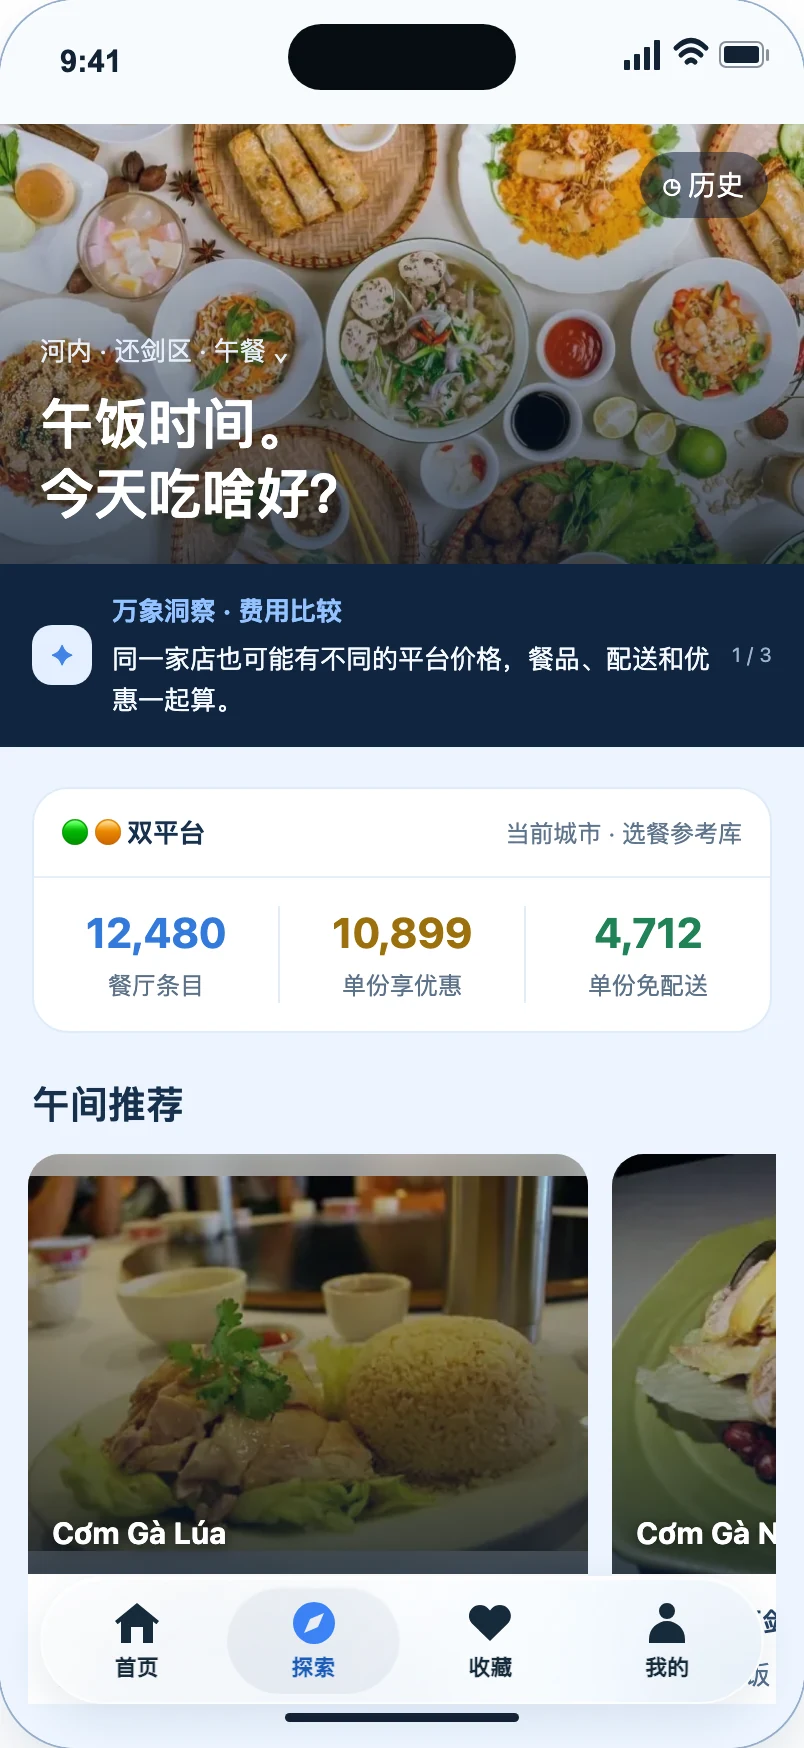 9:41
历史
河内 · 还剑区 · 午餐
午饭时间。
今天吃啥好?
万象洞察 · 费用比较
同一家店也可能有不同的平台价格，餐品、配送和优
惠一起算。
1 / 3
双平台
当前城市 · 选餐参考库
12,480
10,899
4,712
餐厅条目
单份享优惠
单份免配送
午间推荐
Cơm Gà Lúa
Cơm Gà N
首页
探索
收藏
我的
饭